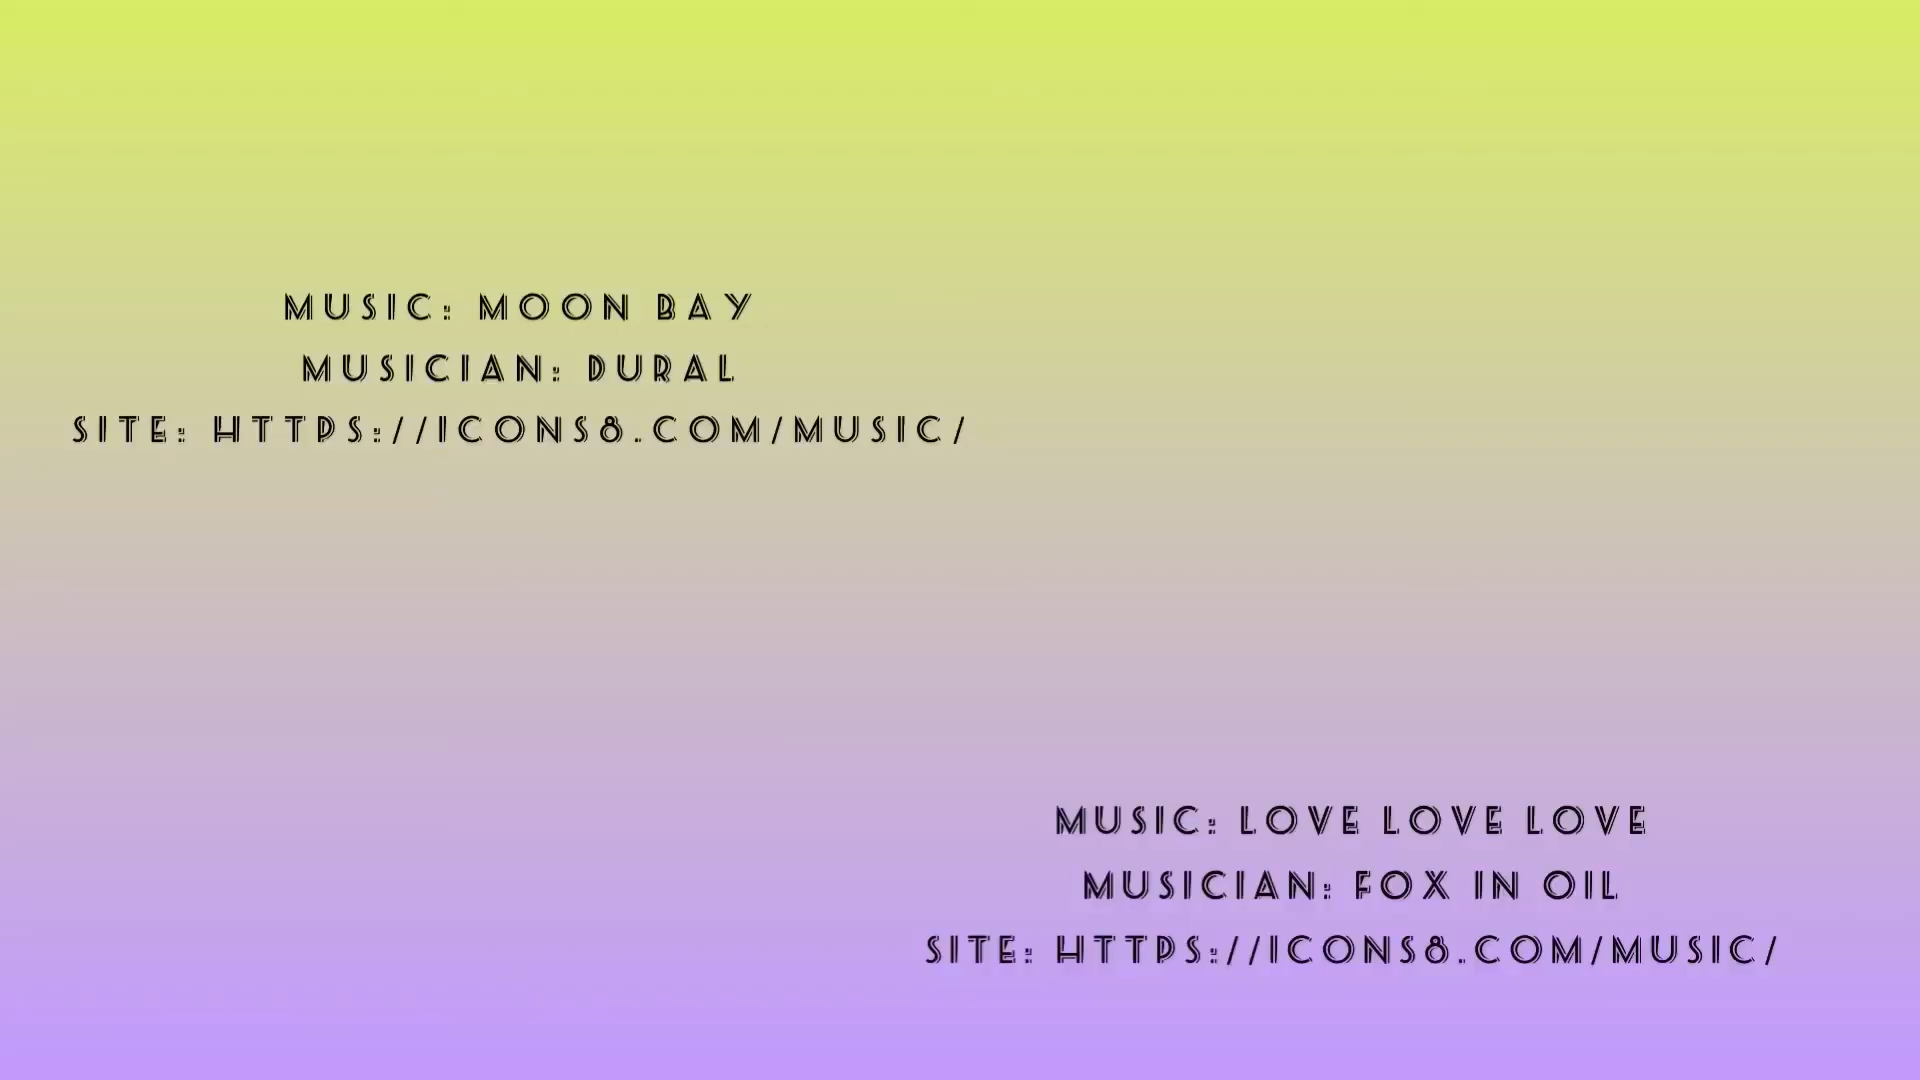 MUSIC: MOON BAY
MUSICIAN: DURAL
SITE: HTTPS://ICONS8.COM/MUSIC/
MUSIC: LOVE LOVE LOVE
MUSICIAN: FOX IN OIL
SITE: HTTPS://ICONS8.COM/MUSIC/